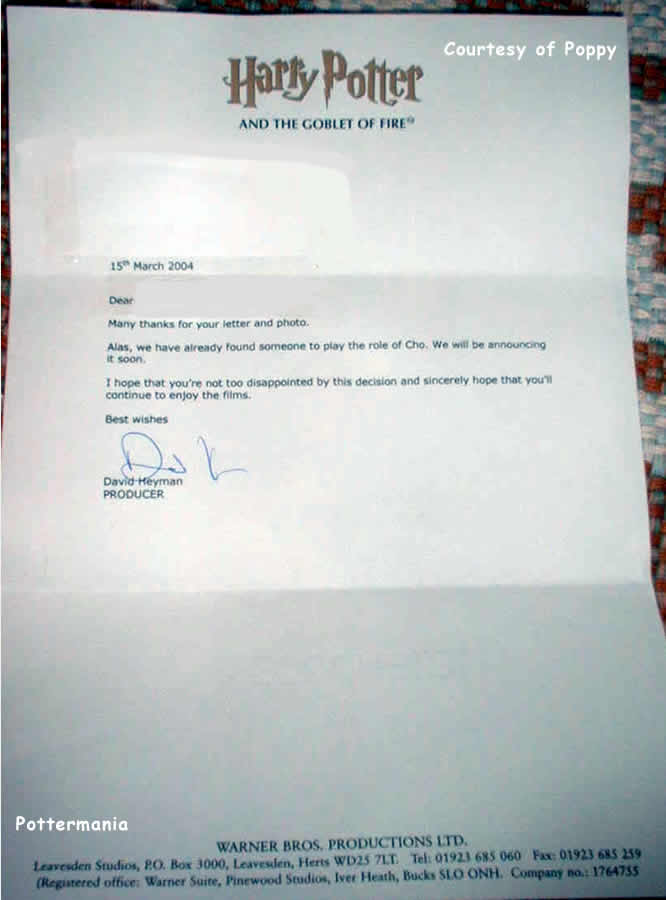 Courtesy of Poppy
Harry Potter
AND THE GOBLET OF FIRE
15th March 2004
Dear
Many thanks for your letter and photo.
Alas, we have already found someone to play the role of Cho. We will be announcing
it soon.
I hope that you're not too disappointed by this decision and sincerely hope that you'll
continue to enjoy the films.
Best wishes
David Heyman
PRODUCER
Pottermania
WARNER BROS. PRODUCTIONS LTD.
Leavesden Studios, P.O. Box 3000, Leavesden, Herts WD25 7LT. Tel: 01923 685 060 Fax: 01923 685 259
(Registered office: Warner Suite, Pinewood Studios, Iver Heath, Bucks SLO ONH. Company no.: 1764755